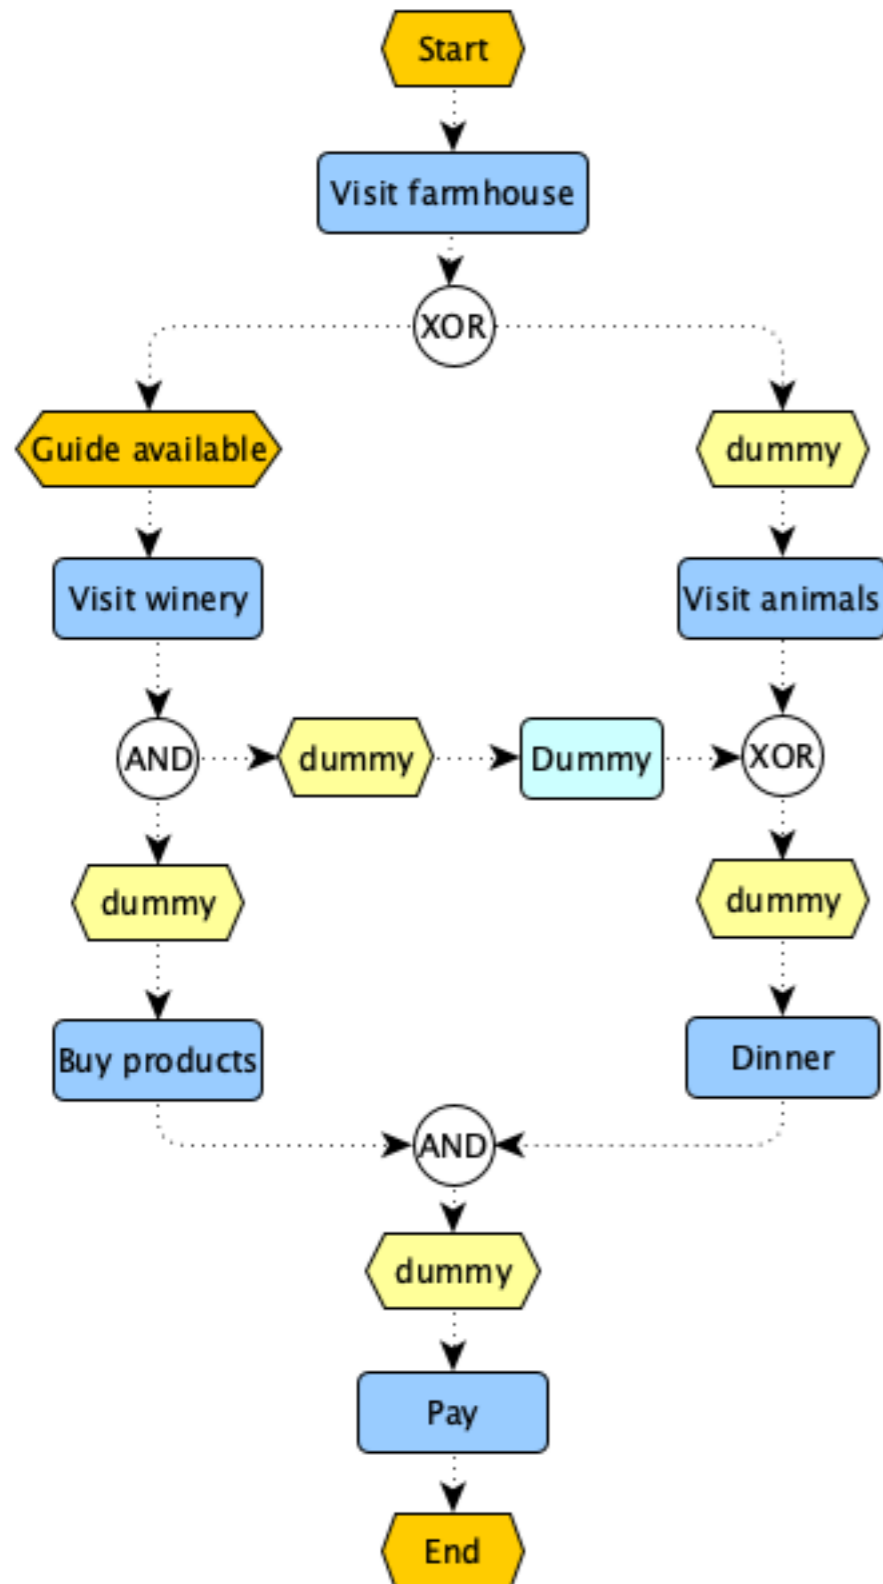 Start
Visit farmhouse
XOR
Guide available
dummy
Visit winery
Visit animals
AND
dummy
Dummy
XOR
dummy
dummy
Buy products
Dinner
AND
dummy
Pay
End